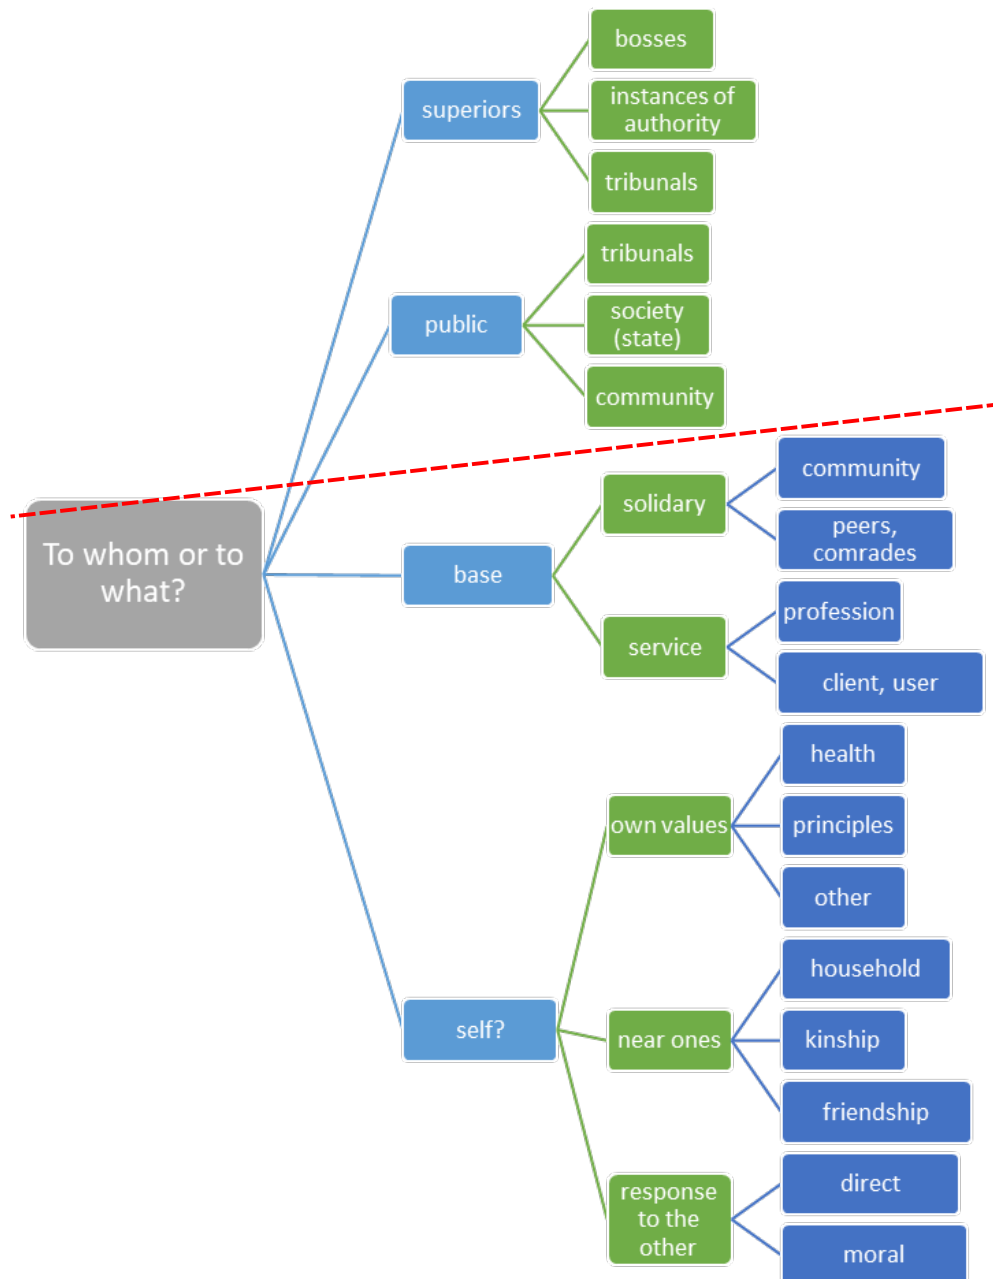 To whom or to
what?
superiors
bosses
instances of
authority
tribunals
public
tribunals
society
(state)
community
base
solidary
community
peers,
comrades
service
profession
client, user
self?
own values
health
principles
other
near ones
household
kinship
friendship
response
to the
other
direct
moral